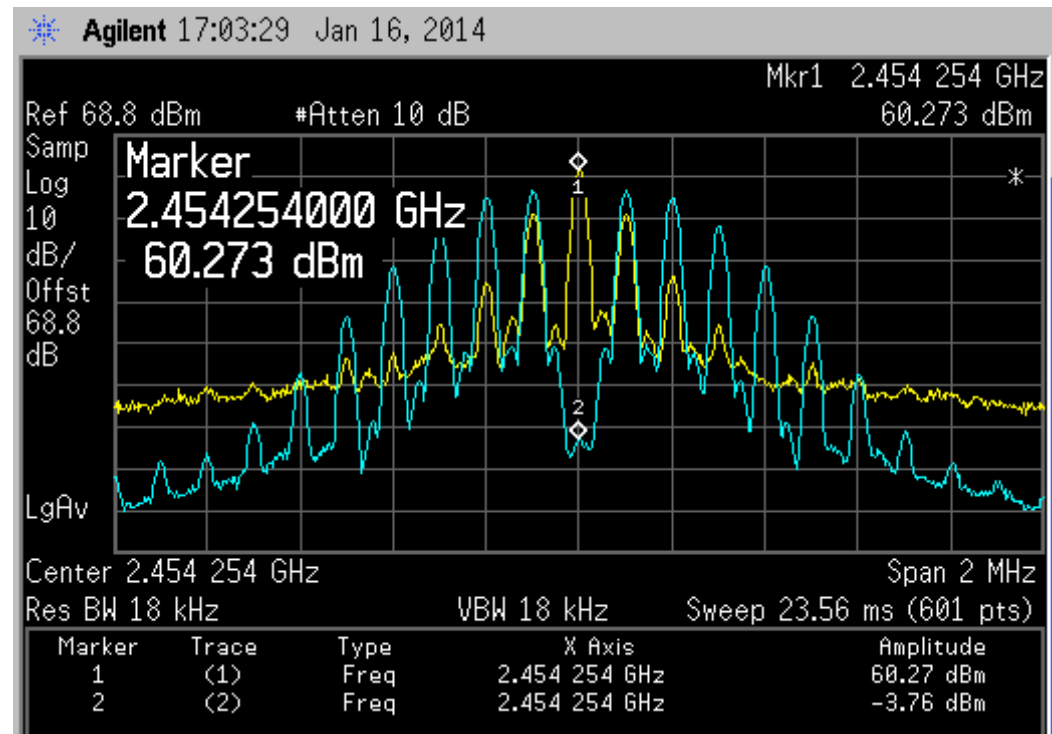 Agilent 17:03:29 Jan 16, 2014
Mkr1 2.454 254 GHz
Ref 68.8 dBm #Atten 10 dB 60.273 dBm
Samp
Log
10
dB/
Offst
68.8
dB
LgAv
Marker
2.454254000 GHz
60.273 dBm
1
*
2
Center 2.454 254 GHz Span 2 MHz
Res BW 18 kHz VBW 18 kHz Sweep 23.56 ms (601 pts)
Marker Trace Type X Axis Amplitude
1 (1) Freq 2.454 254 GHz 60.27 dBm
2 (2) Freq 2.454 254 GHz -3.76 dBm